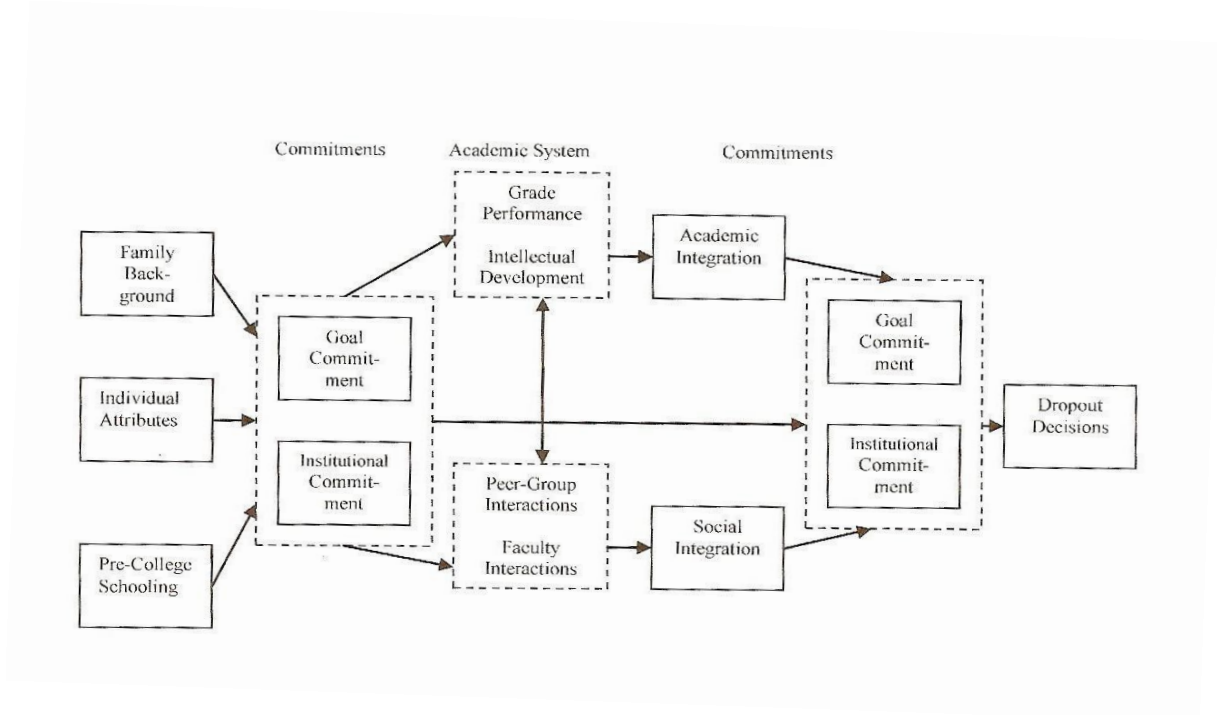 Commitments
Academic System
Commitments
Grade
Performance
Intellectual
Development
Academic
Integration
Family
Back-
ground
Goal
Commit-
ment
Goal
Commit-
ment
Individual
Attributes
Dropout
Decisions
Institutional
Commit-
ment
Institutional
Commit-
ment
Peer-Group
Interactions
Faculty
Interactions
Social
Integration
Pre-College
Schooling